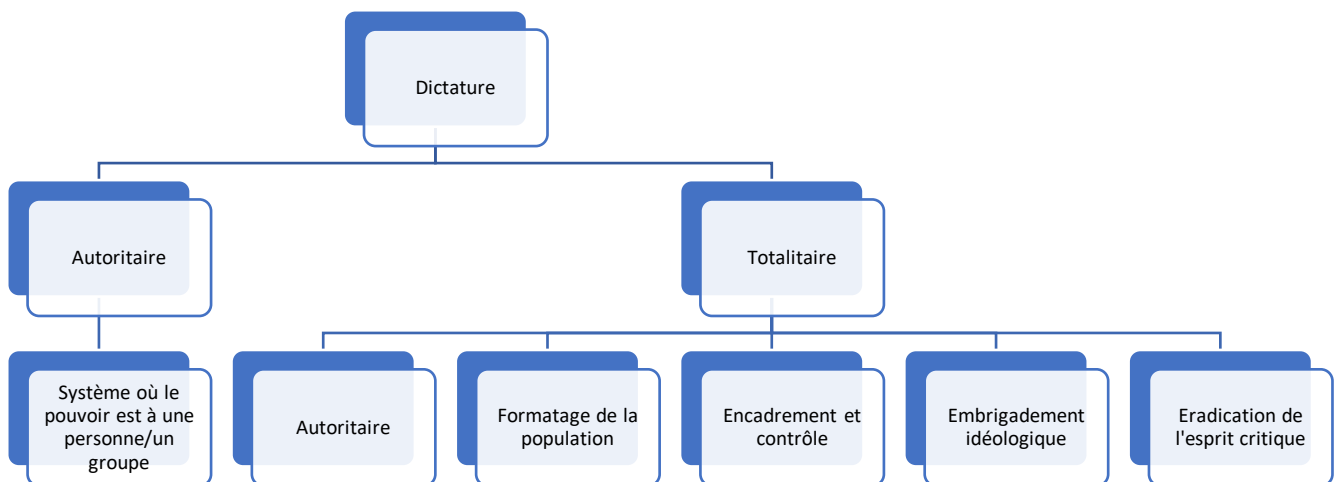 Dictature
Autoritaire
Totalitaire
Système où le
pouvoir est à une
personne/un
groupe
Autoritaire
Formatage de la
population
Encadrement et
contrôle
Embrigadement
idéologique
Eradication de
l'esprit critique